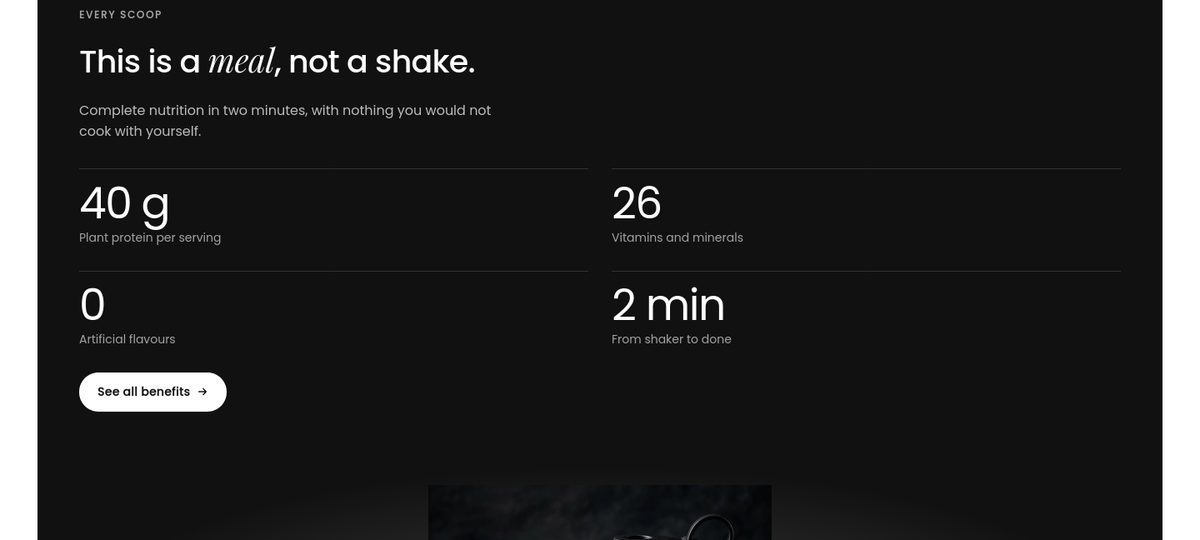 EVERY SCOOP
This is a meal, not a shake.
Complete nutrition in two minutes, with nothing you would not
cook with yourself.
40 g
Plant protein per serving
26
Vitamins and minerals
0
Artificial flavours
2 min
From shaker to done
See all benefits →